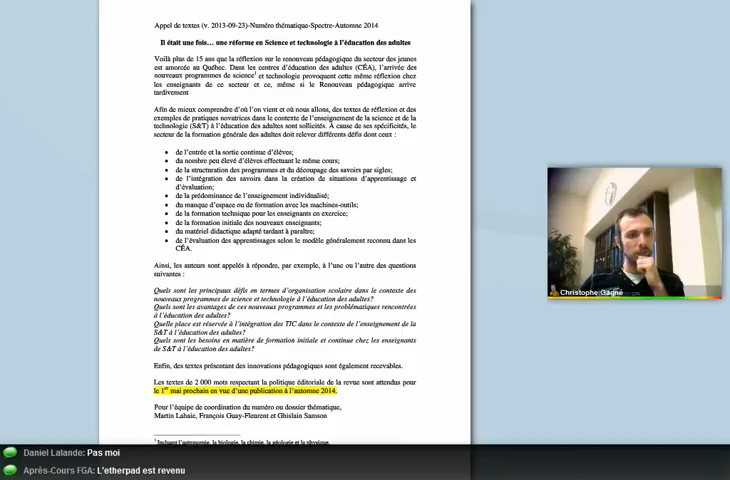 Appel de textes (v. 2013-09-23)-Numéro thématique-Spectre-Automne 2014
Il était une fois… une réforme en Science et technologie à l'éducation des adultes
Voilà plus de 15 ans que la réflexion sur le renouveau pédagogique du secteur des jeunes
est amorcée au Québec. Dans les centres d'éducation des adultes (CÉA), l'arrivée des
nouveaux programmes de science¹ et technologie provoquent cette même réflexion chez
les enseignants de ce secteur et ce, même si le Renouveau pédagogique arrive
tardivement
Afin de mieux comprendre d'où l'on vient et où nous allons, des textes de réflexion et des
exemples de pratiques novatrices dans le contexte de l'enseignement de la science et de la
technologie (S&T) à l'éducation des adultes sont sollicités. À cause de ses spécificités, le
secteur de la formation générale des adultes doit relever différents défis dont ceux :
• de l'entrée et la sortie continue d'élèves;
• du nombre peu élevé d'élèves effectuant le même cours;
• de la structuration des programmes et du découpage des savoirs par sigles;
• de l'intégration des savoirs dans la création de situations d'apprentissage et
d'évaluation;
• de la prédominance de l'enseignement individualisé;
• du manque d'espace ou de formation avec les machines-outils;
• de la formation technique pour les enseignants en exercice;
• de la formation initiale des nouveaux enseignants;
• du matériel didactique adapté tardant à paraître;
• de l'évaluation des apprentissages selon le modèle généralement reconnu dans les
CÉA.
Ainsi, les auteurs sont appelés à répondre, par exemple, à l'une ou l'autre des questions
suivantes :
Quels sont les principaux défis en termes d'organisation scolaire dans le contexte des
nouveaux programmes de science et technologie à l'éducation des adultes?
Quels sont les avantages de ces nouveaux programmes et les problématiques rencontrées
à l'éducation des adultes?
Quelle place est réservée à l'intégration des TIC dans le contexte de l'enseignement de la
S&T à l'éducation des adultes?
Quels sont les besoins en matière de formation initiale et continue chez les enseignants
de S&T à l'éducation des adultes?
Enfin, des textes présentant des innovations pédagogiques sont également recevables.
Les textes de 2 000 mots respectant la politique éditoriale de la revue sont attendus pour
le 1er mai prochain en vue d'une publication à l'automne 2014.
Pour l'équipe de coordination du numéro ou dossier thématique,
Martin Lahaie, François Guay-Fleurent et Ghislain Samson
¹ Incluant l'astronomie, la biologie, la chimie, la géologie et la physique.
Christophe Gagné
Daniel Lalande: Pas moi
Après-Cours FGA: L'etherpad est revenu